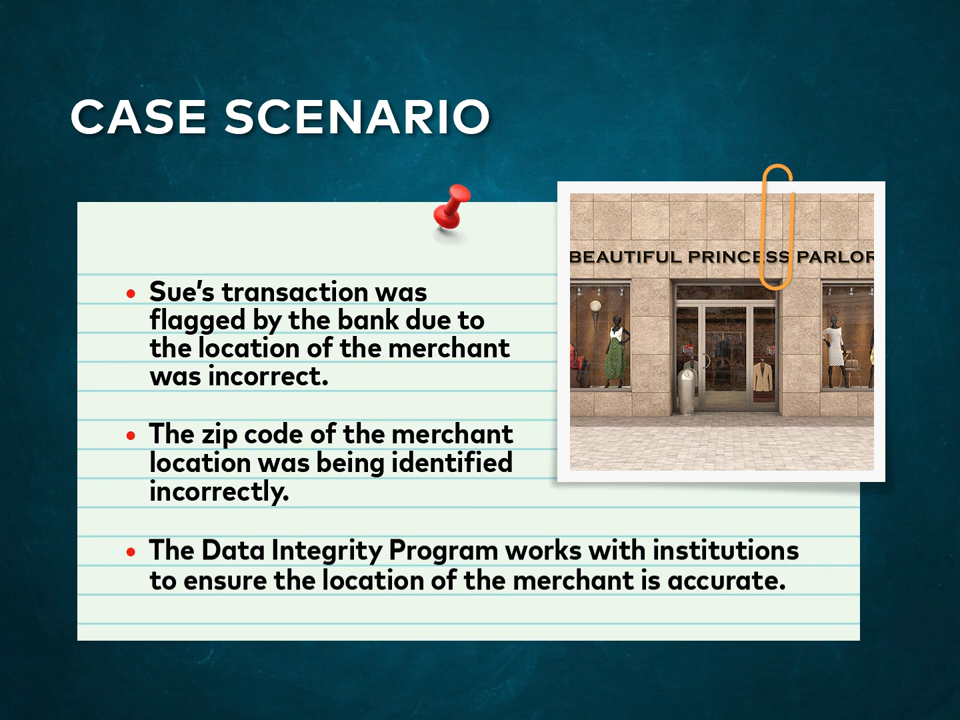 CASE SCENARIO
BEAUTIFUL PRINCESS PARLOR
• Sue's transaction was
flagged by the bank due to
the location of the merchant
was incorrect.
• The zip code of the merchant
location was being identified
incorrectly.
• The Data Integrity Program works with institutions
to ensure the location of the merchant is accurate.